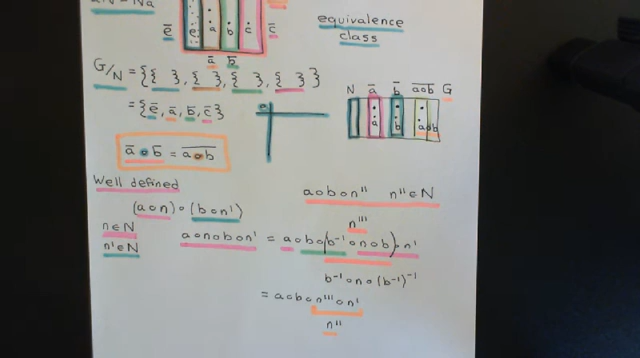 e a b c
e̅ c̅
a̅ b̅
equivalence
class
G/N = {{ }, { }, { }, { }}
= {e̅, a̅, b̅, c̅}
N a̅ b̅ a∘b̅ G
a b a∘b
a̅ ∘ b̅ = a∘b̅
Well defined
(a∘n)∘(b∘n')
n∈N
n'∈N
a∘b∘n'' n''∈N
n'''
a∘n∘b∘n' = a∘b∘(b⁻¹∘n∘b)∘n'
b⁻¹∘n∘(b⁻¹)⁻¹
= a∘b∘n'''∘n'
n''